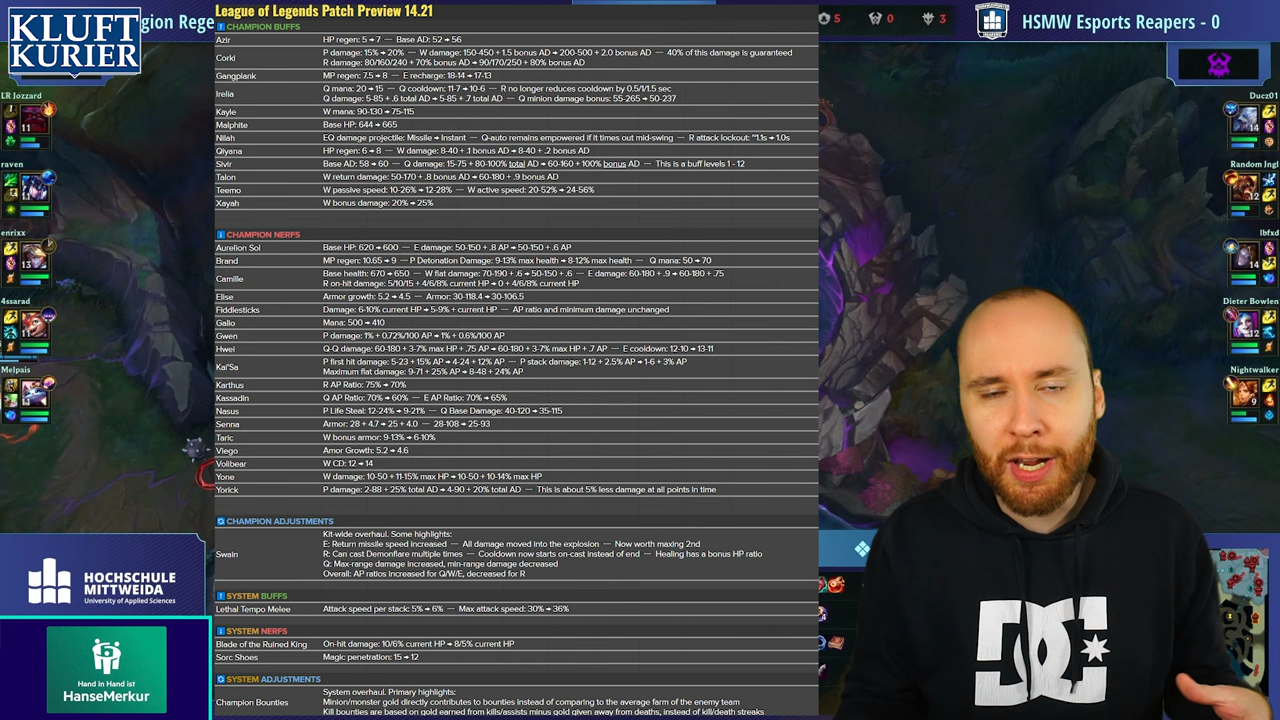 KLUFT
KURIER
gion Rege
League of Legends Patch Preview 14.21
5
0
3
HSMW Esports Reapers - 0
CHAMPION BUFFS
Azir HP regen: 5 → 7 — Base AD: 52 → 56
Corki P damage: 15% → 20% — W damage: 150-450 + 1.5 bonus AD → 200-500 + 2.0 bonus AD — 40% of this damage is guaranteed
R damage: 80/160/240 + 70% bonus AD → 90/170/250 + 80% bonus AD
Gangplank MP regen: 7.5 → 8 — E recharge: 18-14 → 17-13
Irelia Q mana: 20 → 15 — Q cooldown: 11-7 → 10-6 — R no longer reduces cooldown by 0.5/1/1.5 sec
Q damage: 5-85 + .6 total AD → 5-85 + .7 total AD — Q minion damage bonus: 55-265 → 50-237
Kayle W mana: 90-130 → 75-115
Malphite Base HP: 644 → 665
Nilah EQ damage projectile: Missile → Instant — Q-auto remains empowered if it times out mid-swing — R attack lockout: ~1.1s → 1.0s
Qiyana HP regen: 6 → 8 — W damage: 8-40 + .1 bonus AD → 8-40 + .2 bonus AD
Sivir Base AD: 58 → 60 — Q damage: 15-75 + 80-100% total AD → 60-160 + 100% bonus AD — This is a buff levels 1 - 12
Talon W return damage: 50-170 + .8 bonus AD → 60-180 + .9 bonus AD
Teemo W passive speed: 10-26% → 12-28% — W active speed: 20-52% → 24-56%
Xayah W bonus damage: 20% → 25%
CHAMPION NERFS
Aurelion Sol Base HP: 620 → 600 — E damage: 50-150 + .8 AP → 50-150 + .6 AP
Brand MP regen: 10.65 → 9 — P Detonation Damage: 9-13% max health → 8-12% max health — Q mana: 50 → 70
Camille Base health: 670 → 650 — W flat damage: 70-190 + .6 → 50-150 + .6 — E damage: 60-180 + .9 → 60-180 + .75
R on-hit damage: 5/10/15 + 4/6/8% current HP → 0 + 4/6/8% current HP
Elise Armor growth: 5.2 → 4.5 — Armor: 30-118.4 → 30-106.5
Fiddlesticks Damage: 6-10% current HP → 5-9% + current HP — AP ratio and minimum damage unchanged
Galio Mana: 500 → 410
Gwen P damage: 1% + 0.72%/100 AP → 1% + 0.6%/100 AP
Hwei Q-Q damage: 60-180 + 3-7% max HP + .75 AP → 60-180 + 3-7% max HP + .7 AP — E cooldown: 12-10 → 13-11
Kai'Sa P first hit damage: 5-23 + 15% AP → 4-24 + 12% AP — P stack damage: 1-12 + 2.5% AP → 1-6 + 3% AP
Maximum flat damage: 9-71 + 25% AP → 8-48 + 24% AP
Karthus R AP Ratio: 75% → 70%
Kassadin Q AP Ratio: 70% → 60% — E AP Ratio: 70% → 65%
Nasus P Life Steal: 12-24% → 9-21% — Q Base Damage: 40-120 → 35-115
Senna Armor: 28 + 4.7 → 25 + 4.0 — 28-108 → 25-93
Taric W bonus armor: 9-13% → 6-10%
Viego Amor Growth: 5.2 → 4.6
Volibear W CD: 12 → 14
Yone W damage: 10-50 + 11-15% max HP → 10-50 + 10-14% max HP
Yorick P damage: 2-88 + 25% total AD → 4-90 + 20% total AD — This is about 5% less damage at all points in time
CHAMPION ADJUSTMENTS
Swain Kit-wide overhaul. Some highlights:
E: Return missile speed increased — All damage moved into the explosion — Now worth maxing 2nd
R: Can cast Demonflare multiple times — Cooldown now starts on-cast instead of end — Healing has a bonus HP ratio
Q: Max-range damage increased, min-range damage decreased
Overall: AP ratios increased for Q/W/E, decreased for R
SYSTEM BUFFS
Lethal Tempo Melee Attack speed per stack: 5% → 6% — Max attack speed: 30% → 36%
SYSTEM NERFS
Blade of the Ruined King On-hit damage: 10/6% current HP → 8/5% current HP
Sorc Shoes Magic penetration: 15 → 12
SYSTEM ADJUSTMENTS
Champion Bounties System overhaul. Primary highlights:
Minion/monster gold directly contributes to bounties instead of comparing to the average farm of the enemy team
Kill bounties are based on gold earned from kills/assists minus gold given away from deaths, instead of kill/death streaks
LR Jozzard
11
raven
11
enrixx
13
4ssarad
11
Melpais
Ducz01
14
Random Jngl
12
lbfxd
14
Dieter Bowlen
12
Nightwalker
9
HOCHSCHULE
MITTWEIDA
University of Applied Sciences
Hand in Hand ist
HanseMerkur
DC